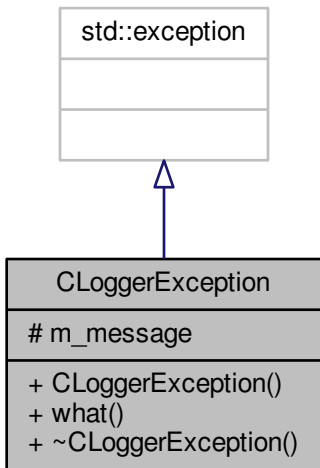 std::exception
CLoggerException
# m_message
+ CLoggerException()
+ what()
+ ~CLoggerException()